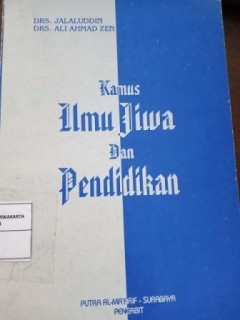 DRS. JALALUDDIN
DRS. ALI AHMAD ZEN
Kamus
Ilmu Jiwa
Dan
Pendidikan
PUTRA AL-MA'ARIF - SURABAYA
PENERBIT